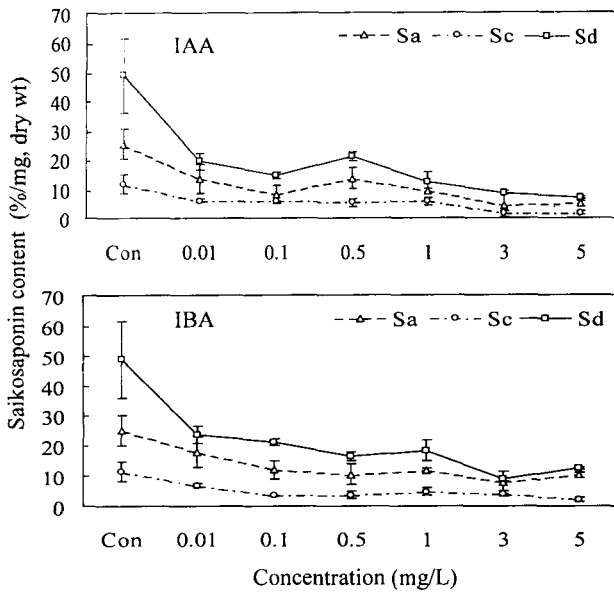 Saikosaponin content (%/mg, dry wt)
70
60
50
40
30
20
10
0
IAA
Sa
Sc
Sd
Con 0.01 0.1 0.5 1 3 5
70
60
50
40
30
20
10
0
IBA
Sa
Sc
Sd
Con 0.01 0.1 0.5 1 3 5
Concentration (mg/L)